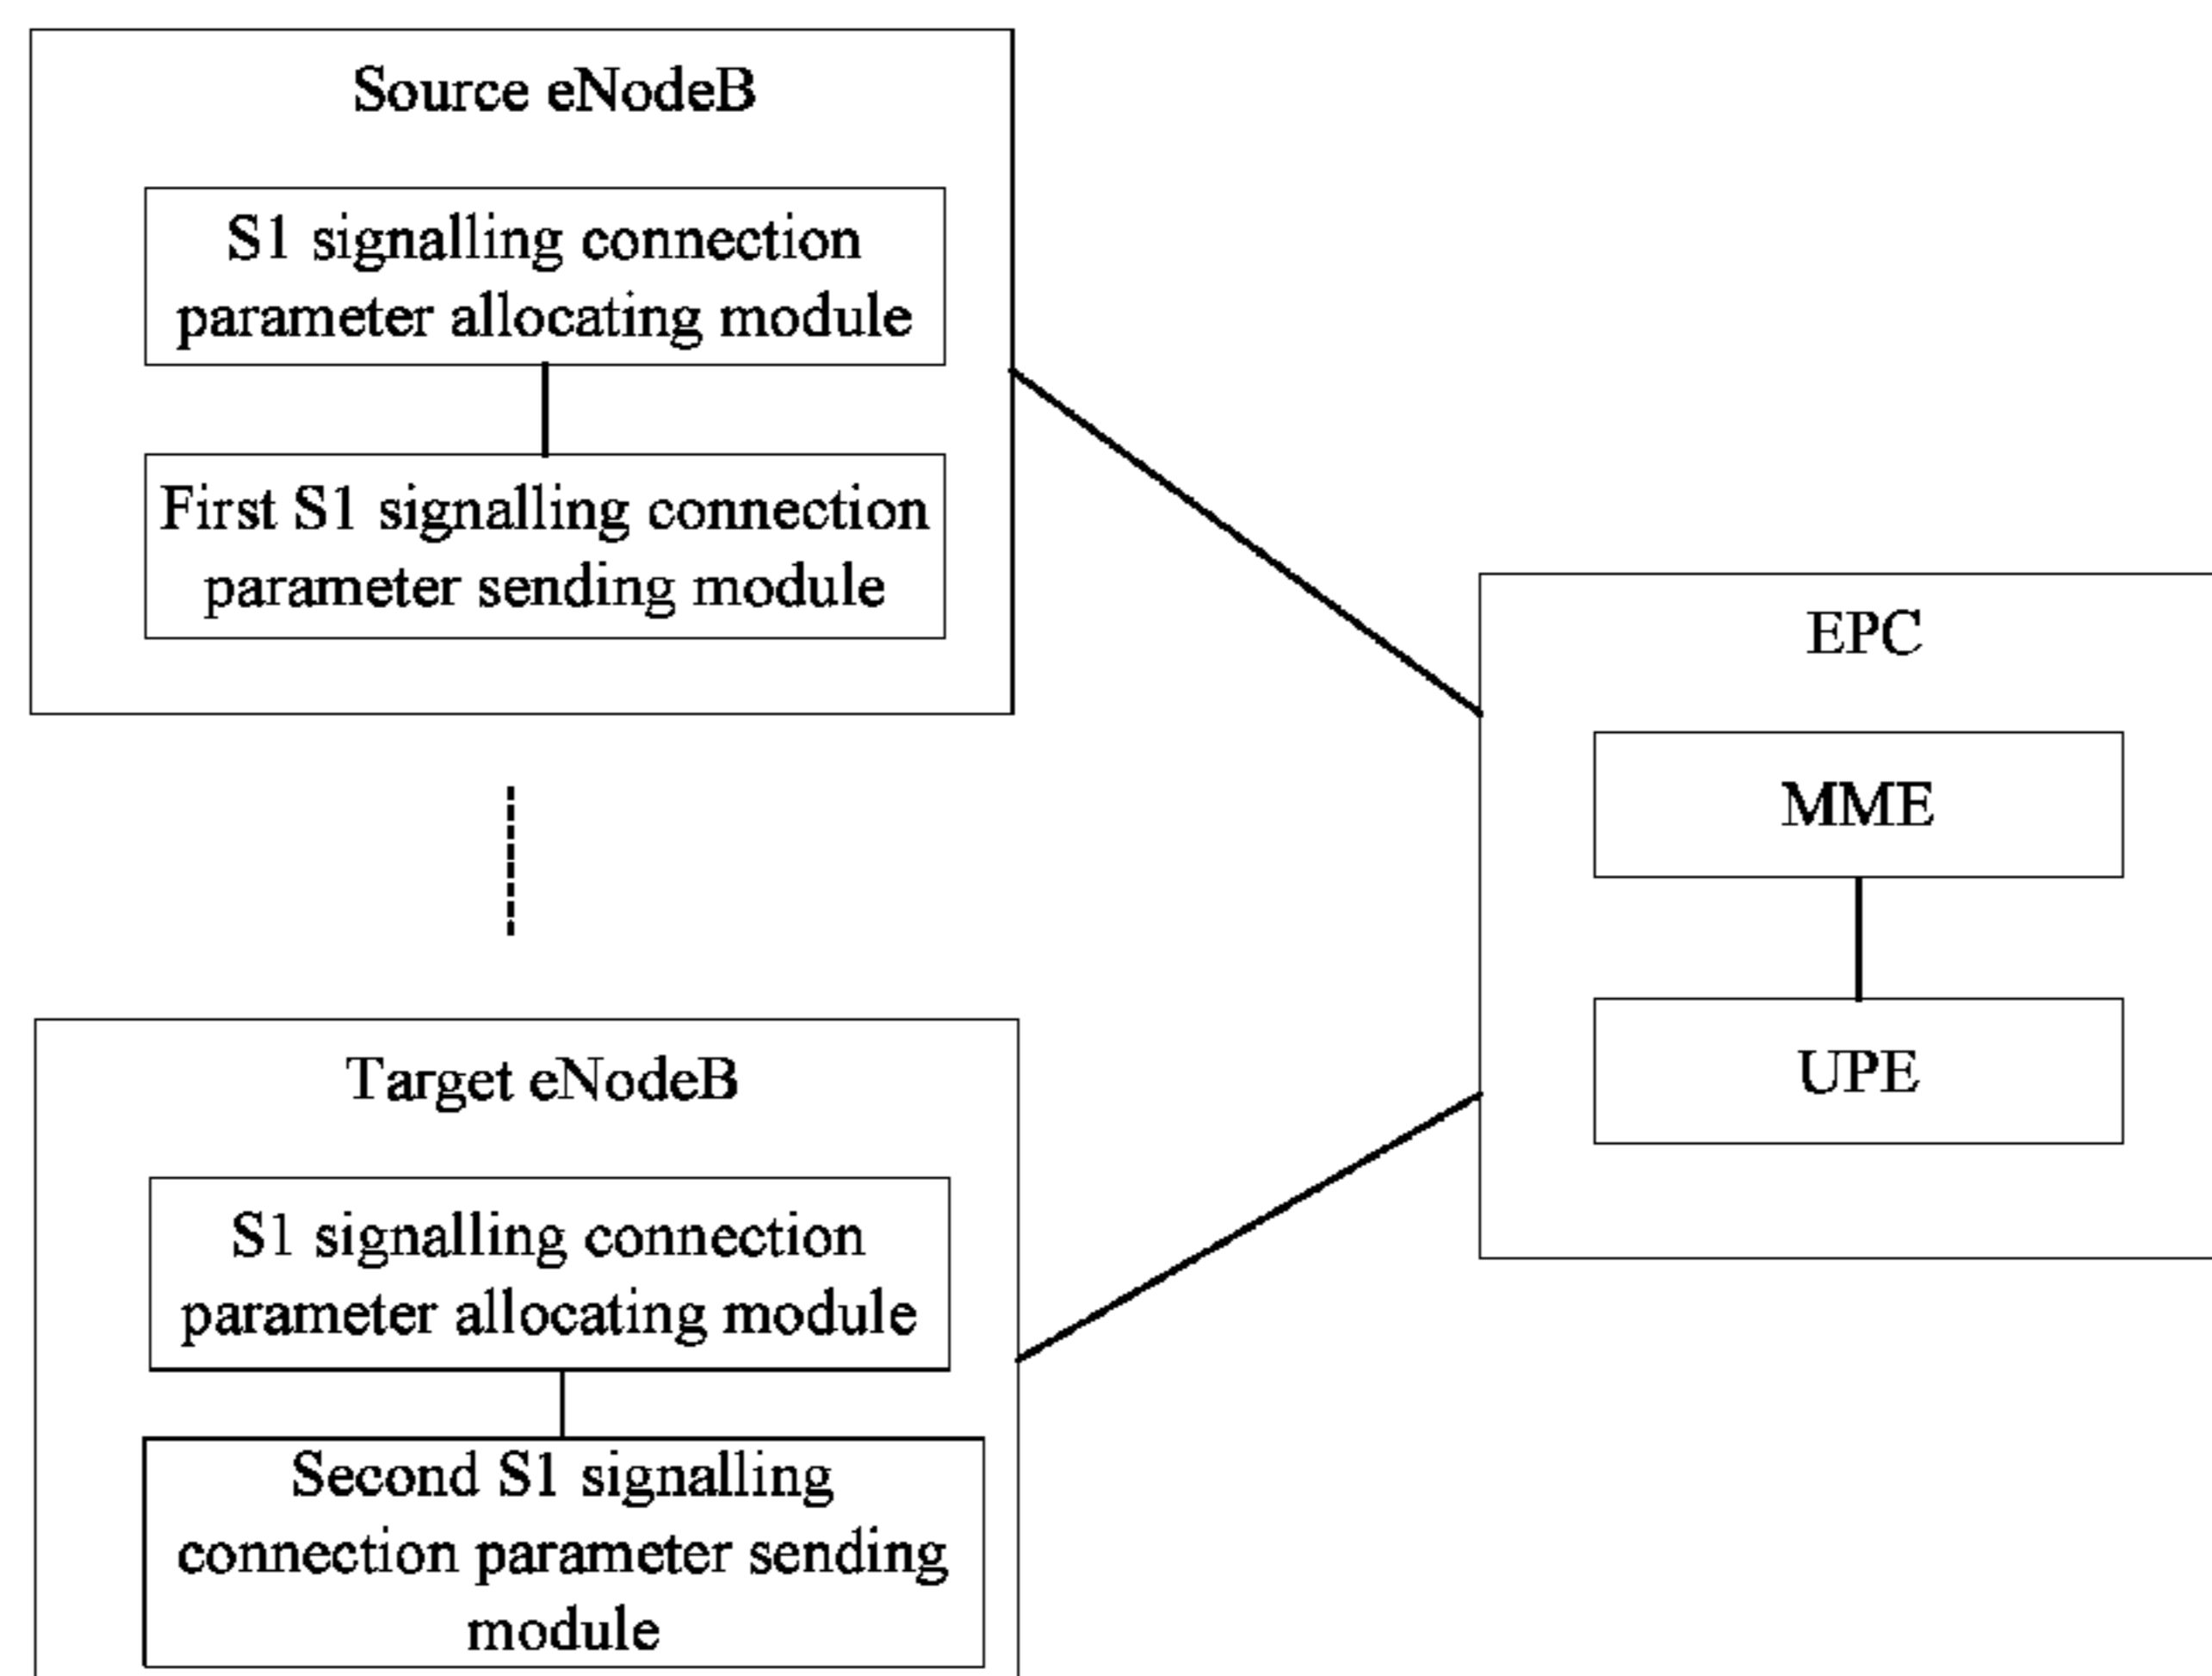 Source eNodeB
S1 signalling connection
parameter allocating module
First S1 signalling connection
parameter sending module
EPC
MME
UPE
Target eNodeB
S1 signalling connection
parameter allocating module
Second S1 signalling
connection parameter sending
module